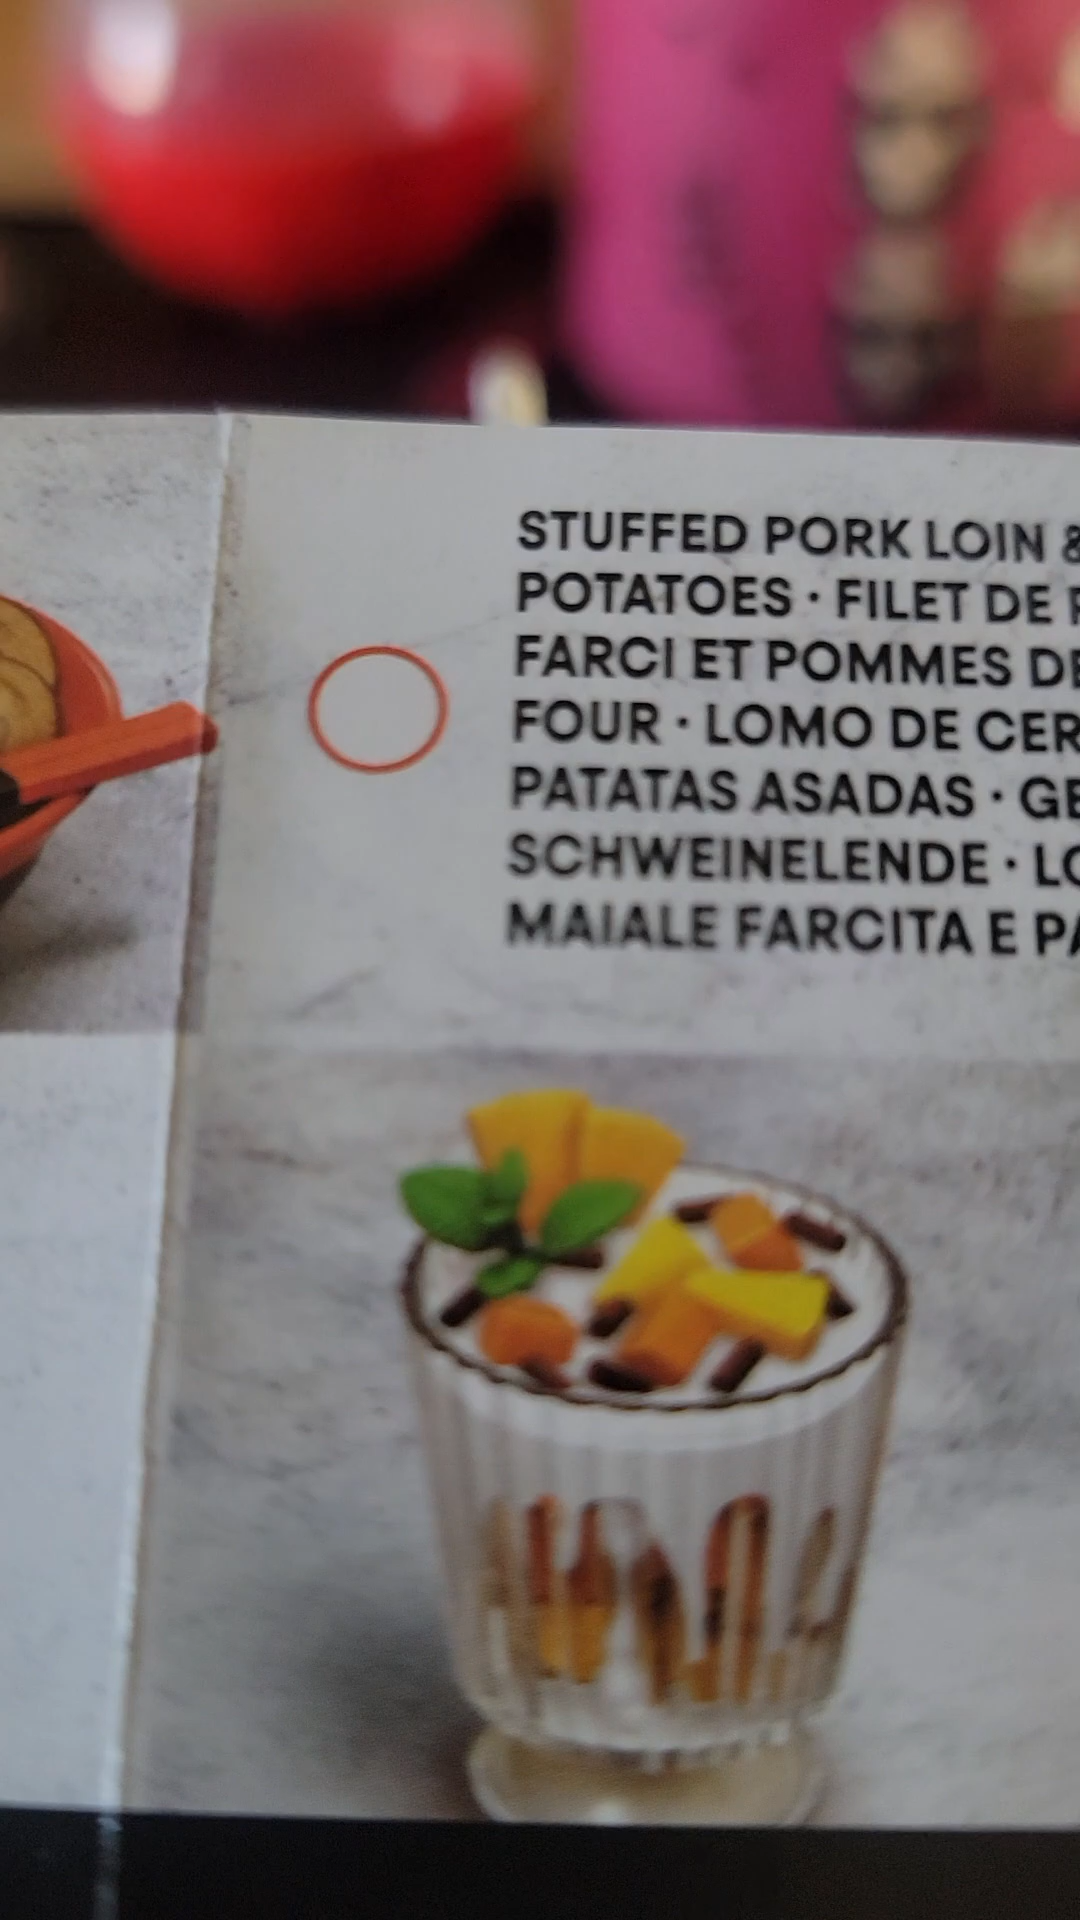 STUFFED PORK LOIN &
POTATOES · FILET DE
FARCI ET POMMES DE
FOUR · LOMO DE CER
PATATAS ASADAS · GE
SCHWEINELENDE · LO
MAIALE FARCITA E PA